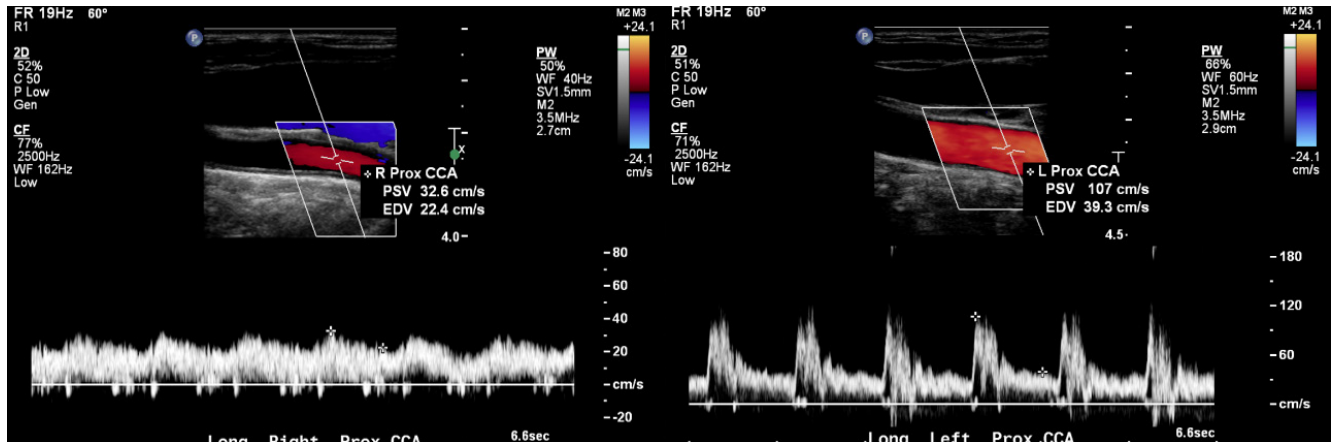 FR 19Hz 60°
R1
2D
52%
C 50
P Low
Gen
CF
77%
2500Hz
WF 162Hz
Low
P
PW
50%
WF 40Hz
SV1.5mm
M2
3.5MHz
2.7cm
M2 M3
+24.1
-24.1
cm/s
x
R Prox CCA
PSV 32.6 cm/s
EDV 22.4 cm/s
4.0
80
60
40
20
cm/s
-20
Long Right Prox CCA
6.6sec
FR 19Hz 60°
R1
2D
51%
C 50
P Low
Gen
CF
71%
2500Hz
WF 162Hz
Low
P
PW
66%
WF 60Hz
SV1.5mm
M2
3.5MHz
2.9cm
M2 M3
+24.1
-24.1
cm/s
L Prox CCA
PSV 107 cm/s
EDV 39.3 cm/s
4.5
180
120
60
cm/s
Long Left Prox CCA
6.6sec